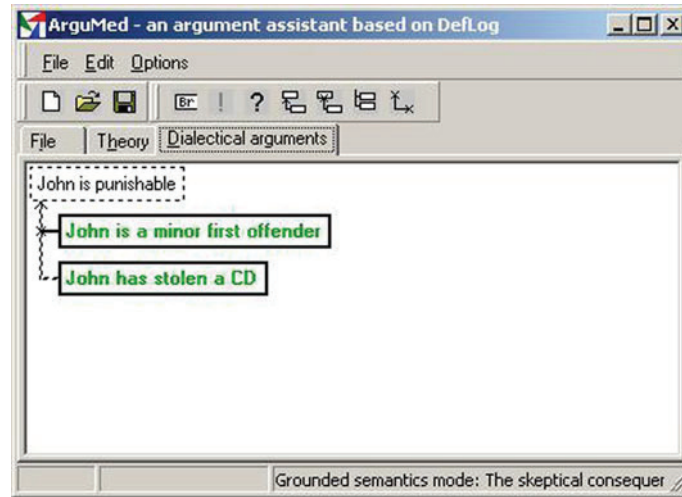 ArguMed - an argument assistant based on DefLog
File Edit Options
Br ! ?
File Theory Dialectical arguments
John is punishable
John is a minor first offender
John has stolen a CD
Grounded semantics mode: The skeptical consequer